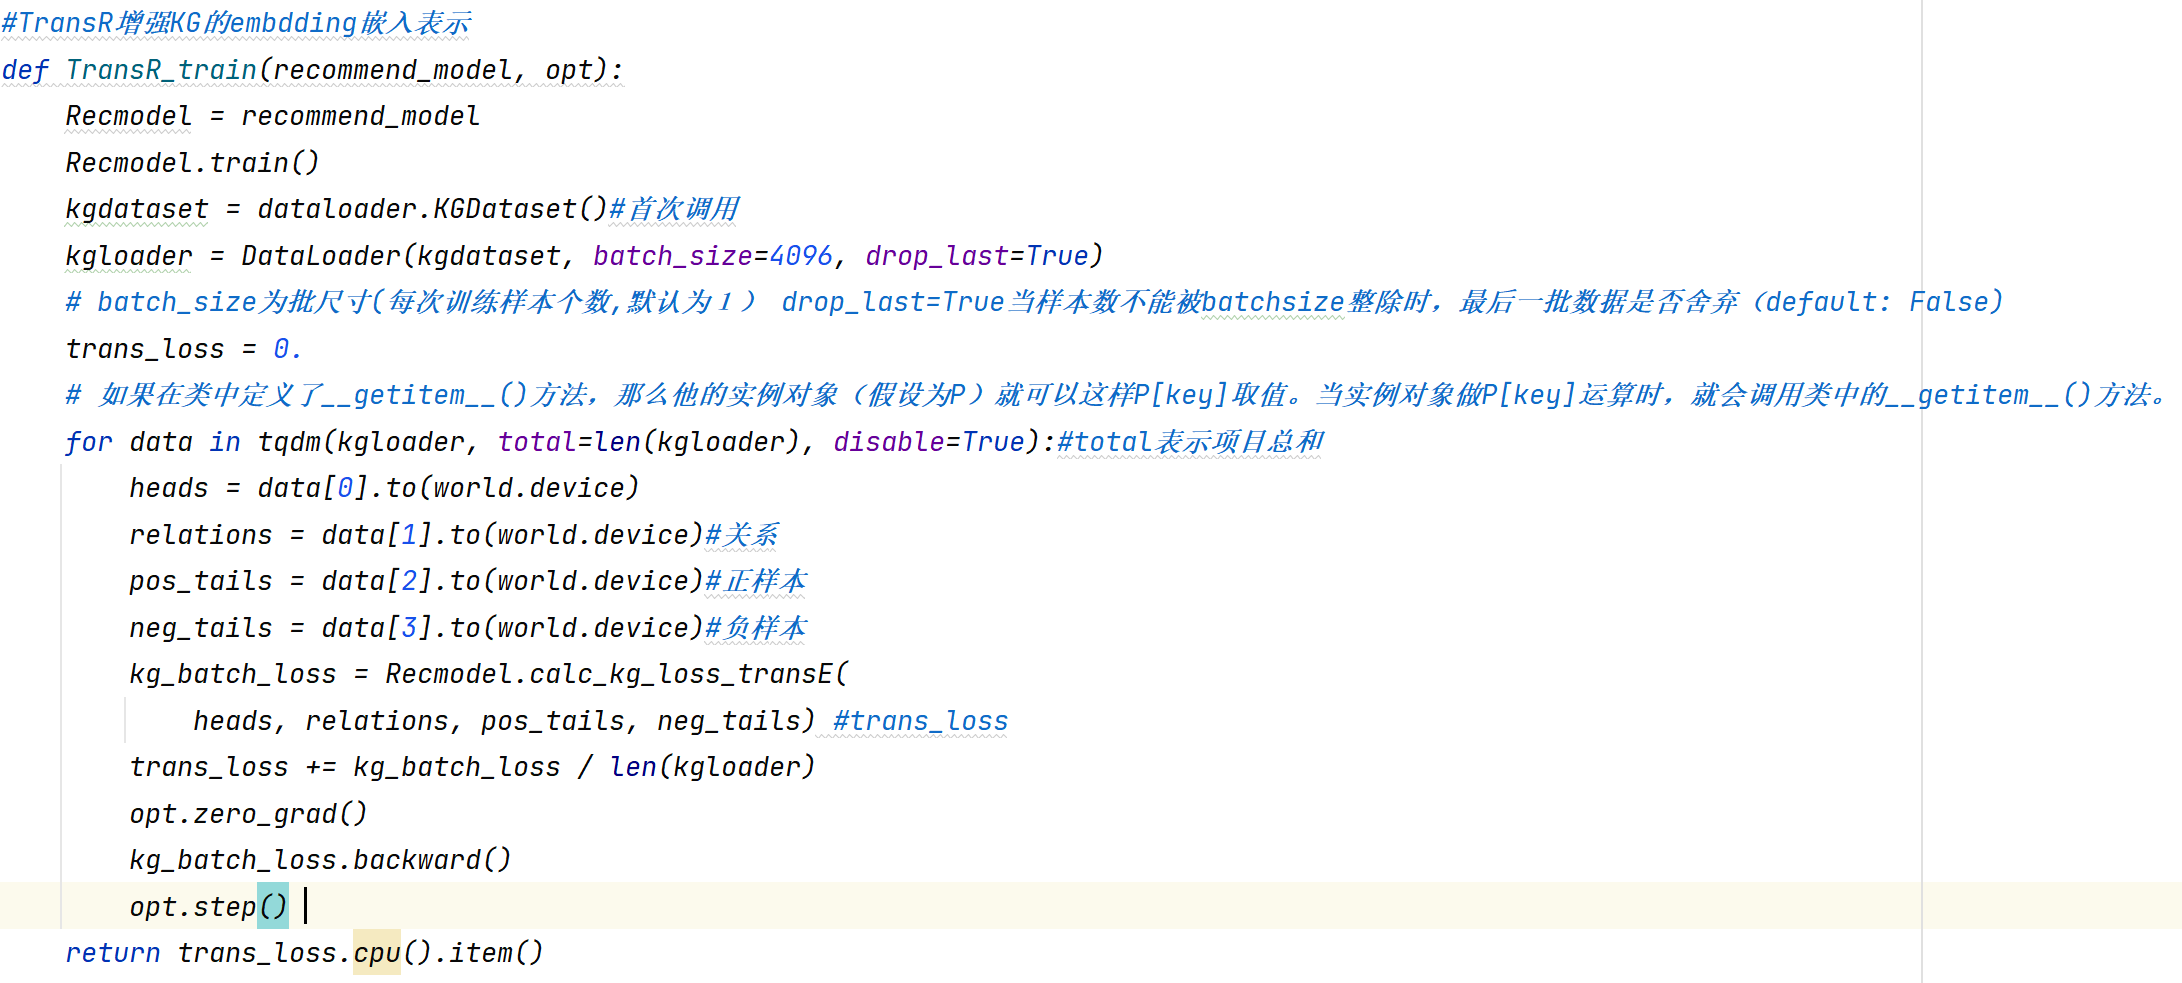 #TransR增强KG的embdding嵌入表示
def TransR_train(recommend_model, opt):
    Recmodel = recommend_model
    Recmodel.train()
    kgdataset = dataloader.KGDataset()#首次调用
    kgloader = DataLoader(kgdataset, batch_size=4096, drop_last=True)
    # batch_size为批尺寸(每次训练样本个数,默认为１） drop_last=True当样本数不能被batchsize整除时，最后一批数据是否舍弃（default: False)
    trans_loss = 0.
    # 如果在类中定义了__getitem__()方法，那么他的实例对象（假设为P）就可以这样P[key]取值。当实例对象做P[key]运算时，就会调用类中的__getitem__()方法。
    for data in tqdm(kgloader, total=len(kgloader), disable=True):#total表示项目总和
        heads = data[0].to(world.device)
        relations = data[1].to(world.device)#关系
        pos_tails = data[2].to(world.device)#正样本
        neg_tails = data[3].to(world.device)#负样本
        kg_batch_loss = Recmodel.calc_kg_loss_transE(
            heads, relations, pos_tails, neg_tails) #trans_loss
        trans_loss += kg_batch_loss / len(kgloader)
        opt.zero_grad()
        kg_batch_loss.backward()
        opt.step()
    return trans_loss.cpu().item()